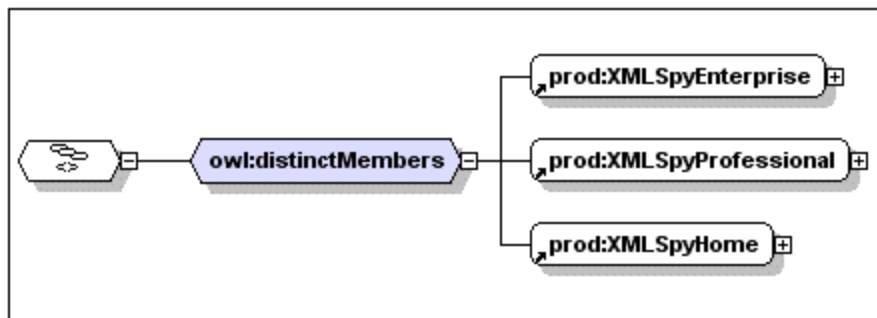 prod:XMLSpyEnterprise
owl:distinctMembers
prod:XMLSpyProfessional
prod:XMLSpyHome